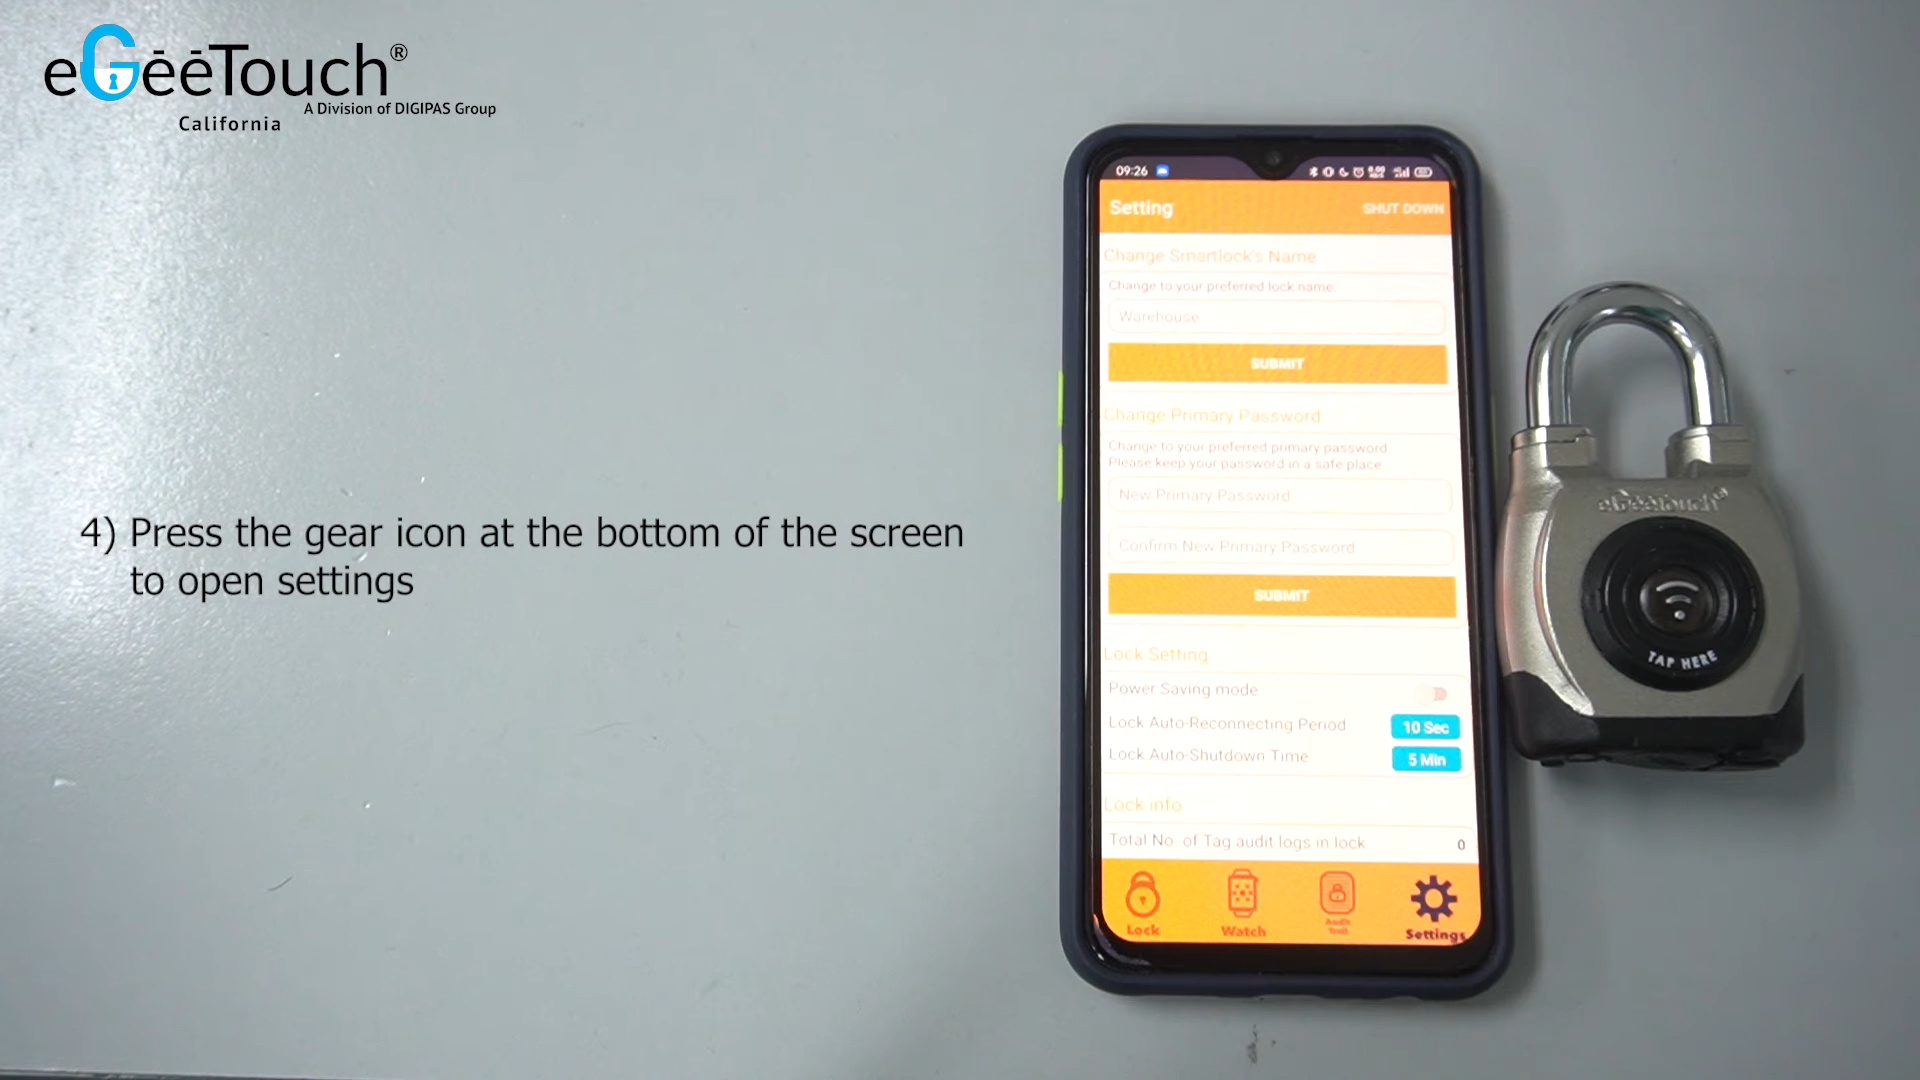 eGēēTouch®
A Division of DIGIPAS Group
California
4) Press the gear icon at the bottom of the screen
to open settings
09:26
Setting
SHUT DOWN
Change Smartlock's Name
Change to your preferred lock name:
Warehouse
SUBMIT
Change Primary Password
Change to your preferred primary password
Please keep your password in a safe place
New Primary Password
Confirm New Primary Password
SUBMIT
Lock Setting
Power Saving mode
Lock Auto-Reconnecting Period
10 Sec
Lock Auto-Shutdown Time
5 Min
Lock info
Total No. of Tag audit logs in lock
0
Lock
Watch
Audit
Trail
Settings
eGēēTouch®
TAP HERE